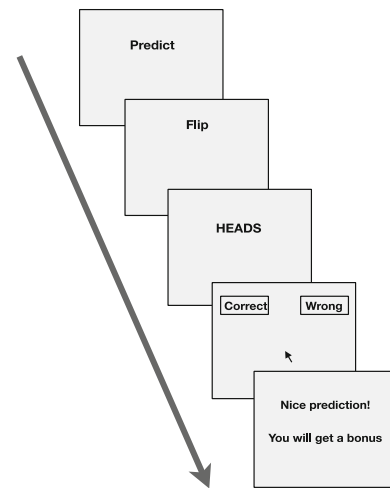 Predict
Flip
HEADS
Correct
Wrong
Nice prediction!
You will get a bonus